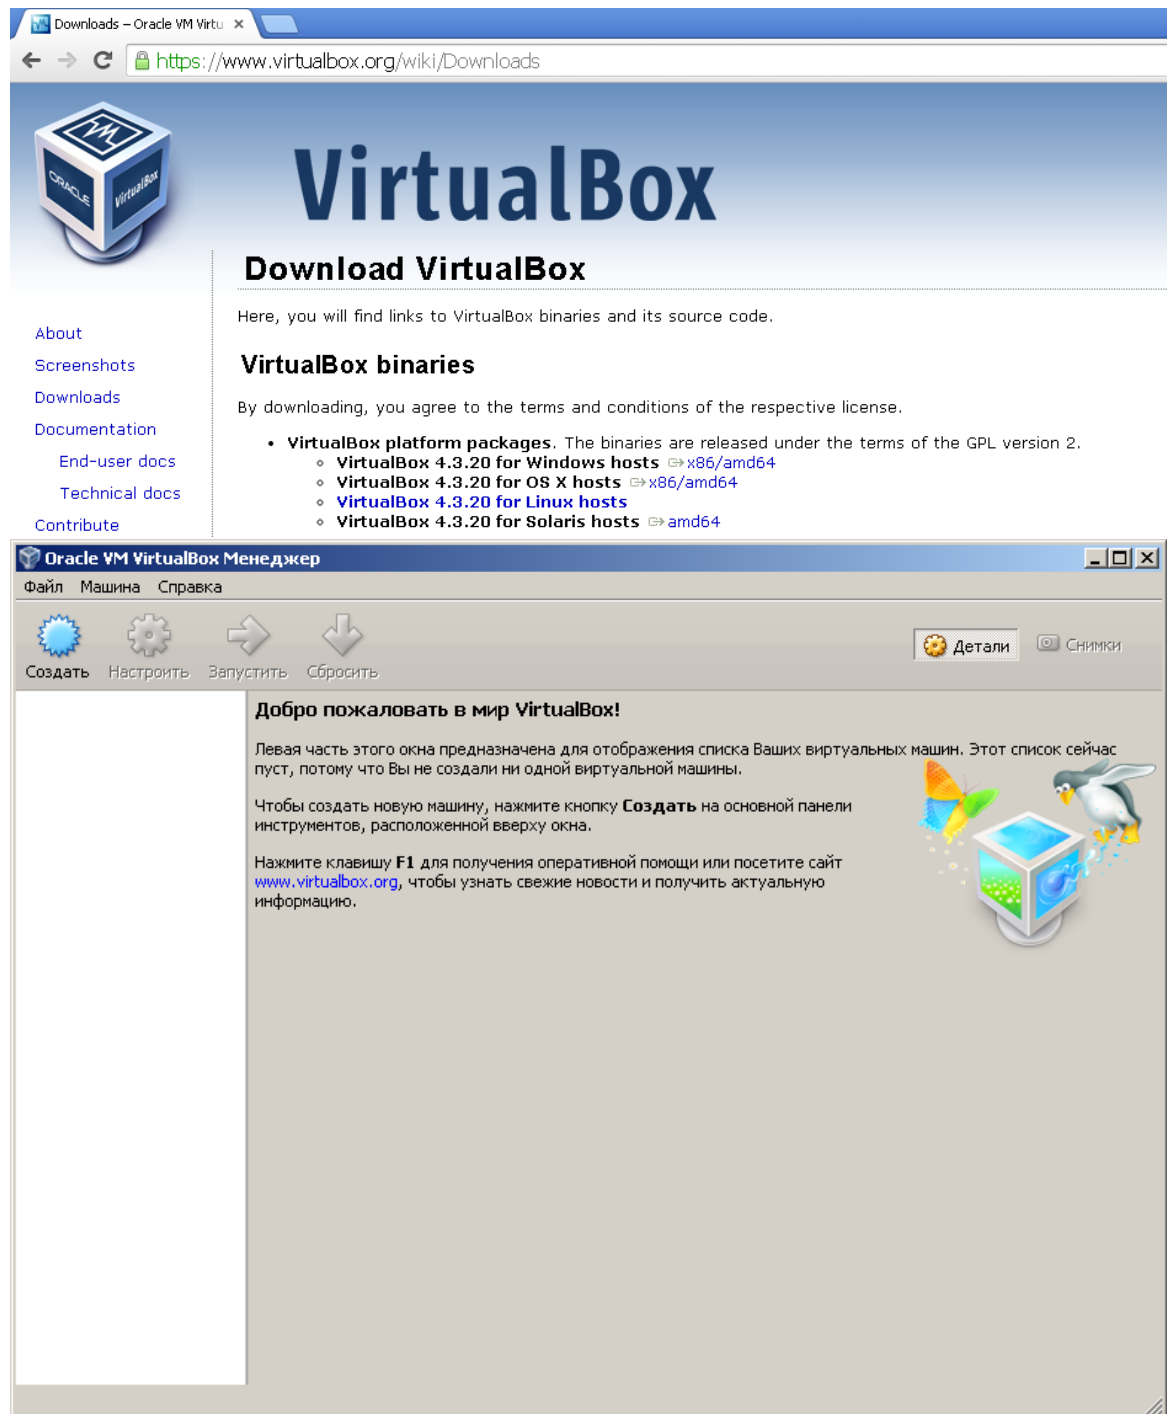 Downloads – Oracle VM Virtu
https://www.virtualbox.org/wiki/Downloads
ORACLE
VirtualBox
VirtualBox
Download VirtualBox
Here, you will find links to VirtualBox binaries and its source code.
VirtualBox binaries
By downloading, you agree to the terms and conditions of the respective license.
• VirtualBox platform packages. The binaries are released under the terms of the GPL version 2.
VirtualBox 4.3.20 for Windows hosts x86/amd64
VirtualBox 4.3.20 for OS X hosts x86/amd64
VirtualBox 4.3.20 for Linux hosts
VirtualBox 4.3.20 for Solaris hosts amd64
About
Screenshots
Downloads
Documentation
End-user docs
Technical docs
Contribute
Oracle VM VirtualBox Менеджер
Файл Машина Справка
Создать Настроить Запустить Сбросить
Детали Снимки
Добро пожаловать в мир VirtualBox!
Левая часть этого окна предназначена для отображения списка Ваших виртуальных машин. Этот список сейчас
пуст, потому что Вы не создали ни одной виртуальной машины.
Чтобы создать новую машину, нажмите кнопку Создать на основной панели
инструментов, расположенной вверху окна.
Нажмите клавишу F1 для получения оперативной помощи или посетите сайт
www.virtualbox.org, чтобы узнать свежие новости и получить актуальную
информацию.